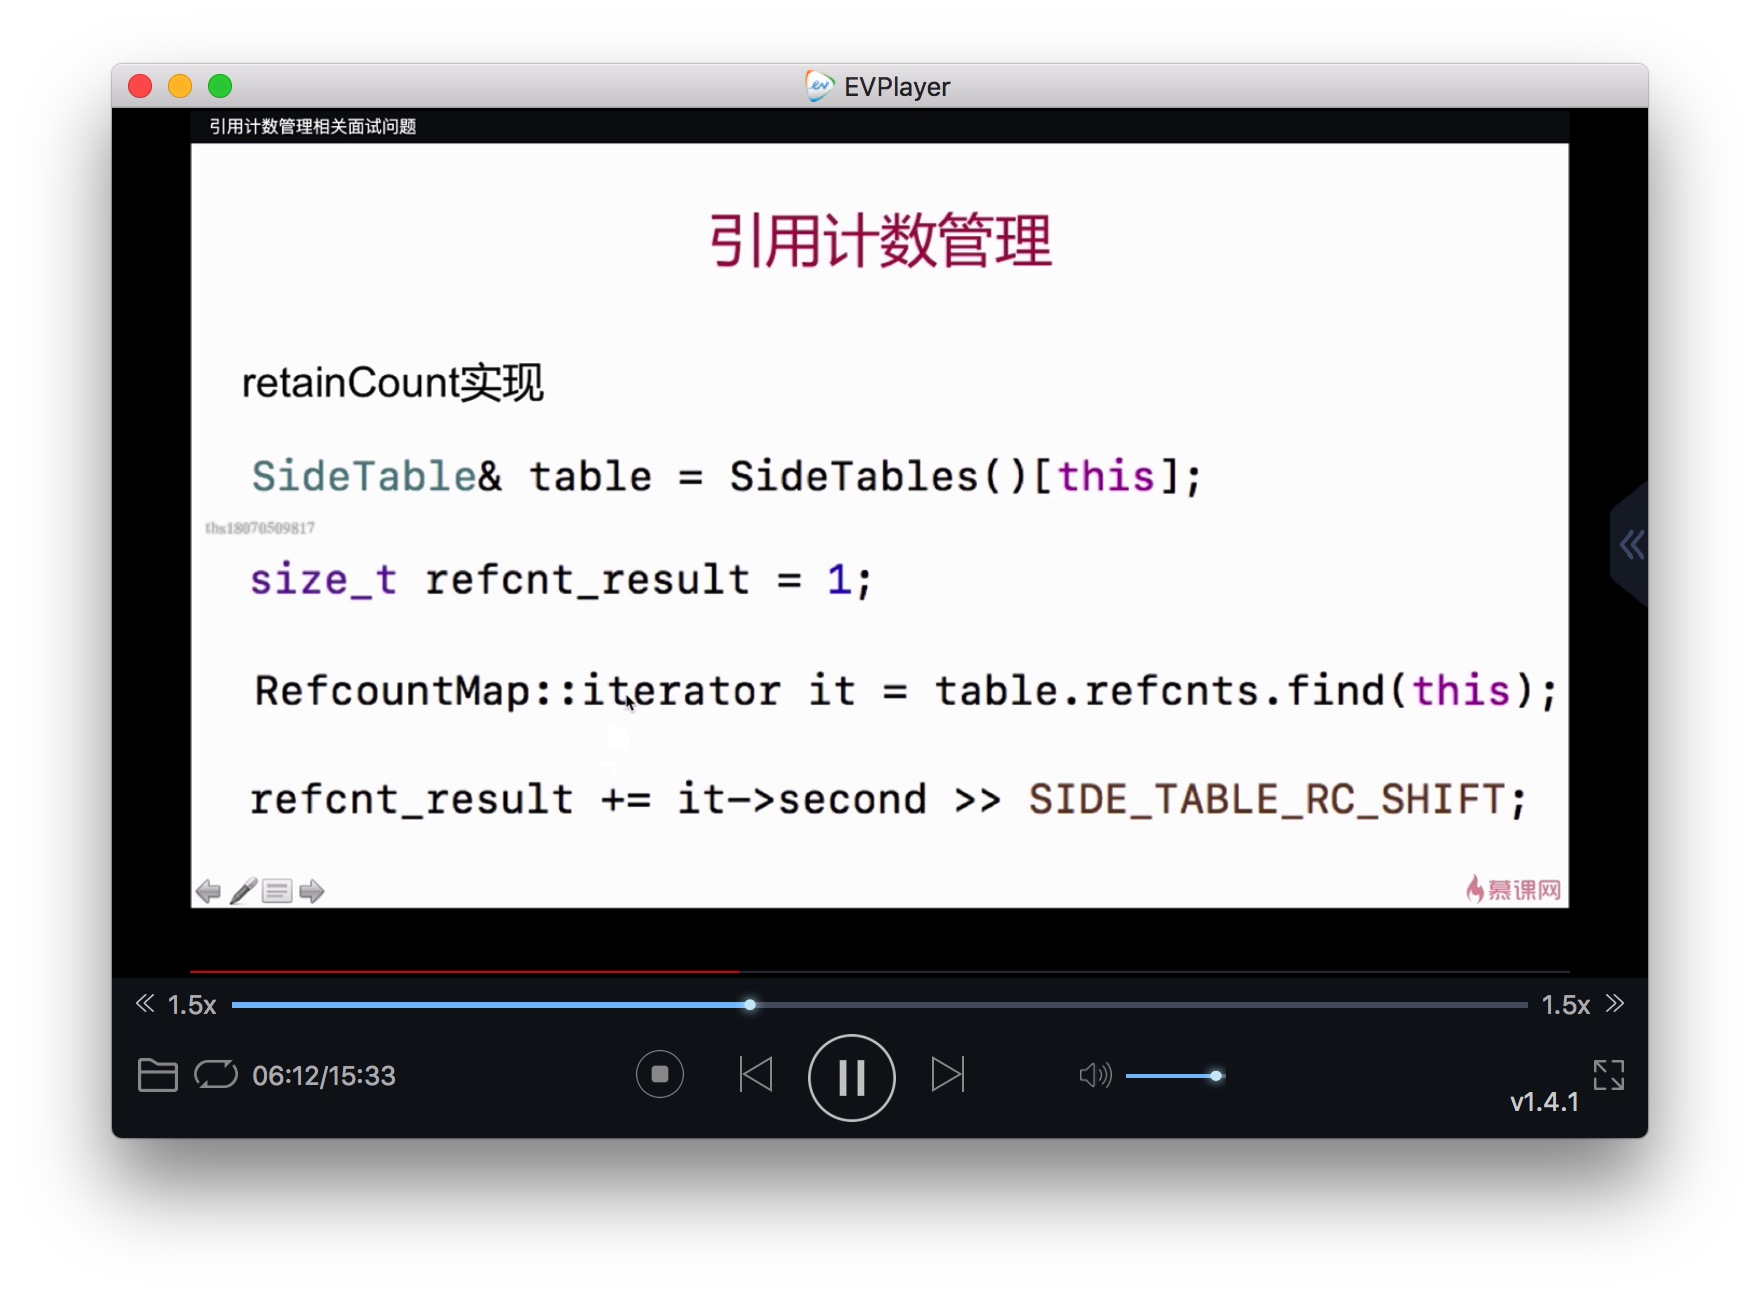 EVPlayer
引用计数管理相关面试问题
引用计数管理
retainCount实现
SideTable& table = SideTables()[this];
ths18070509817
size_t refcnt_result = 1;
RefcountMap::iterator it = table.refcnts.find(this);
refcnt_result += it->second >> SIDE_TABLE_RC_SHIFT;
慕课网
1.5x
1.5x
06:12/15:33
v1.4.1